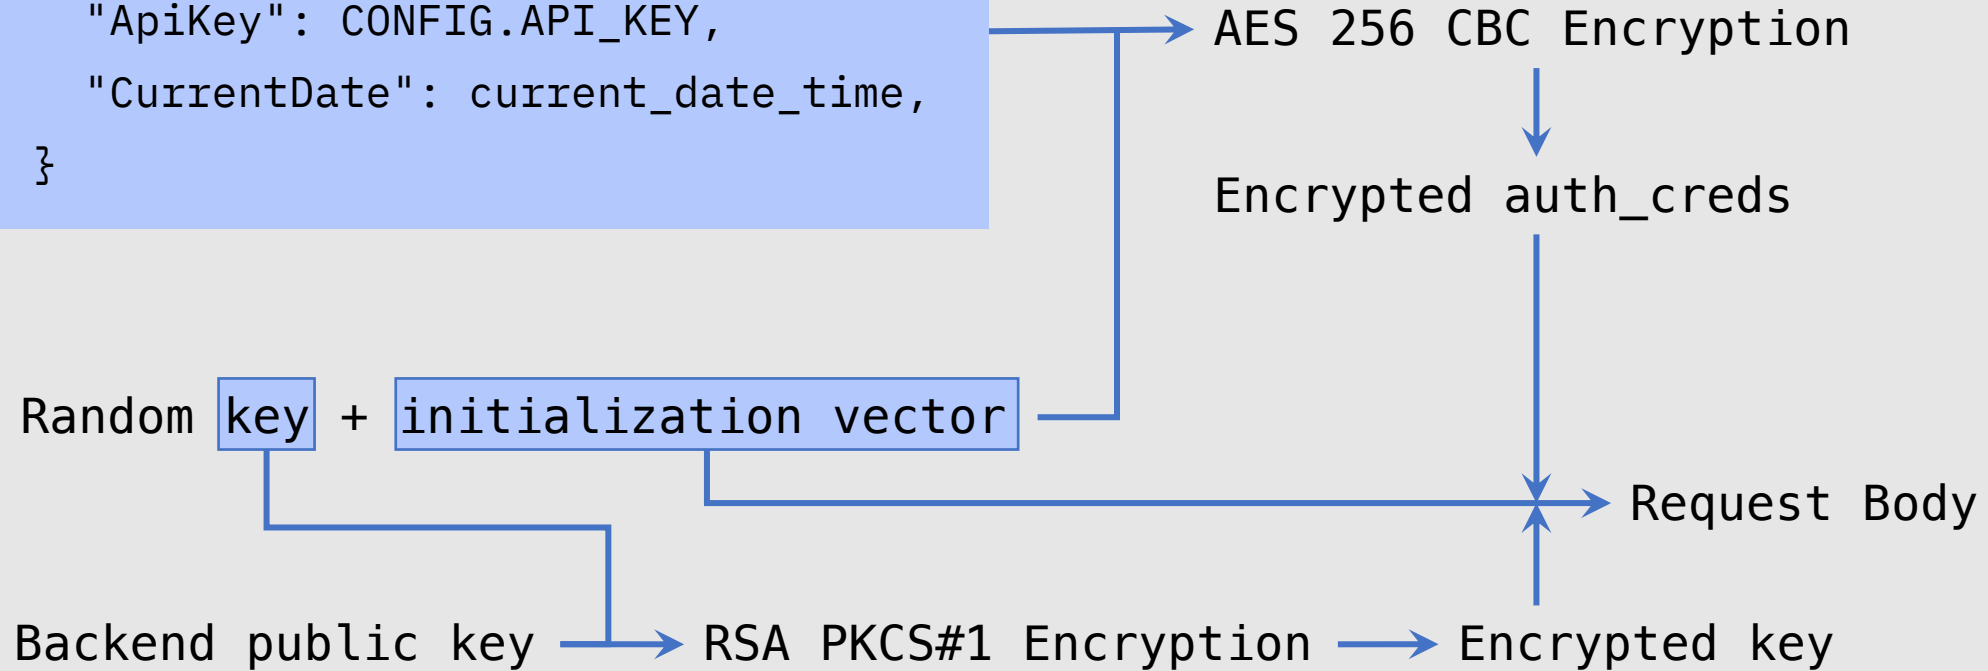 "ApiKey": CONFIG.API_KEY,
"CurrentDate": current_date_time,
}
AES 256 CBC Encryption
Encrypted auth_creds
Random key + initialization vector
Request Body
Backend public key
RSA PKCS#1 Encryption
Encrypted key